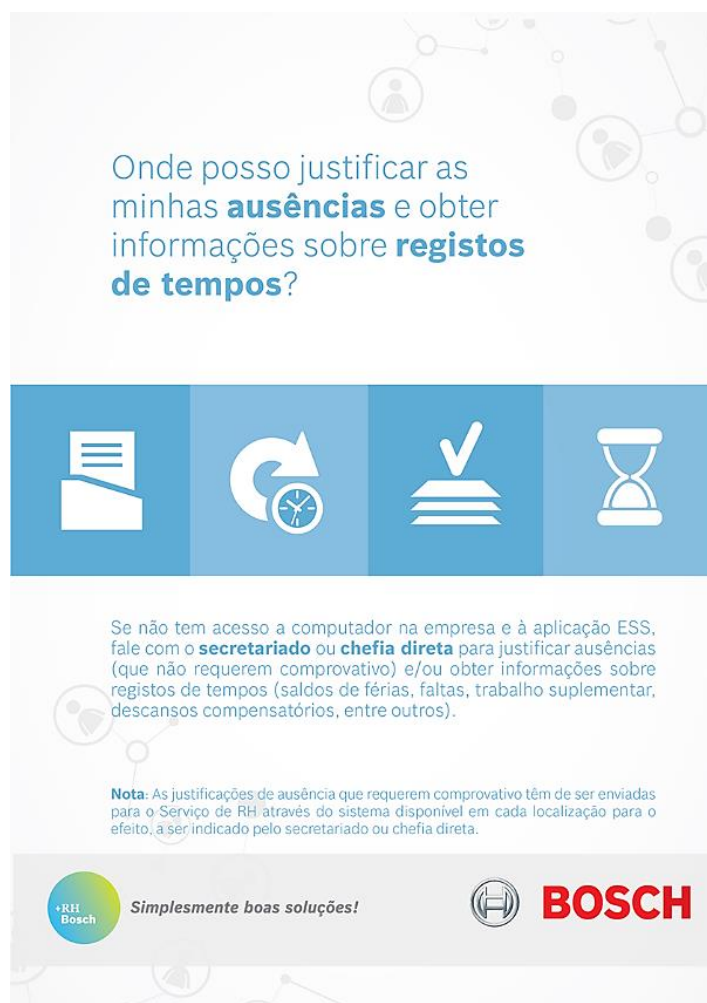 Onde posso justificar as
minhas ausências e obter
informações sobre registos
de tempos?
Se não tem acesso a computador na empresa e à aplicação ESS,
fale com o secretariado ou chefia direta para justificar ausências
(que não requerem comprovativo) e/ou obter informações sobre
registos de tempos (saldos de férias, faltas, trabalho suplementar,
descansos compensatórios, entre outros).
Nota: As justificações de ausência que requerem comprovativo têm de ser enviadas
para o Serviço de RH através do sistema disponível em cada localização para o
efeito, a ser indicado pelo secretariado ou chefia direta.
+RH
Bosch
Simplesmente boas soluções!
BOSCH